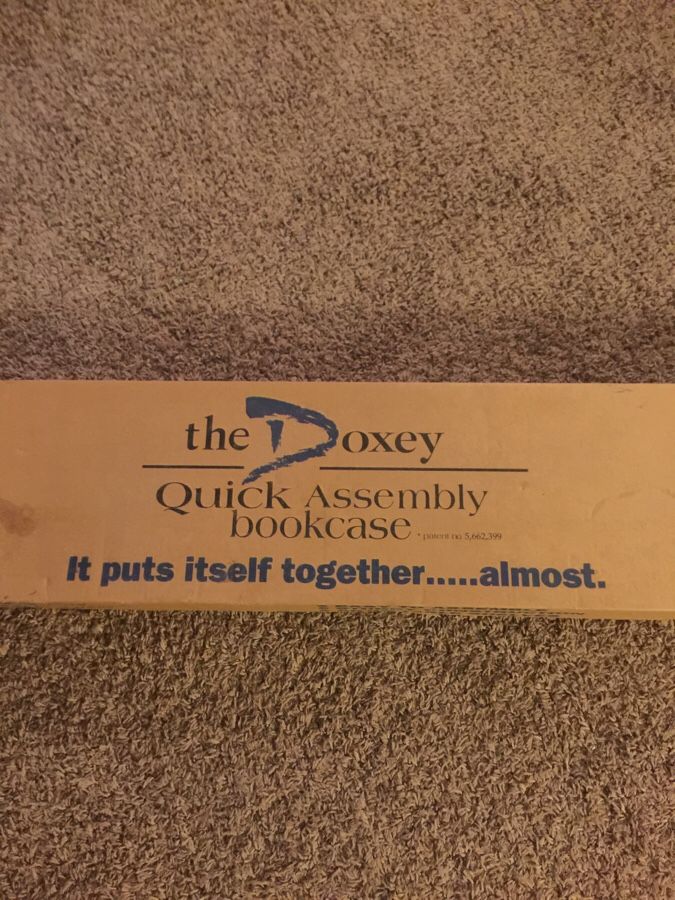 the Doxey
Quick Assembly
bookcase * patent no 5,662,399
It puts itself together.....almost.